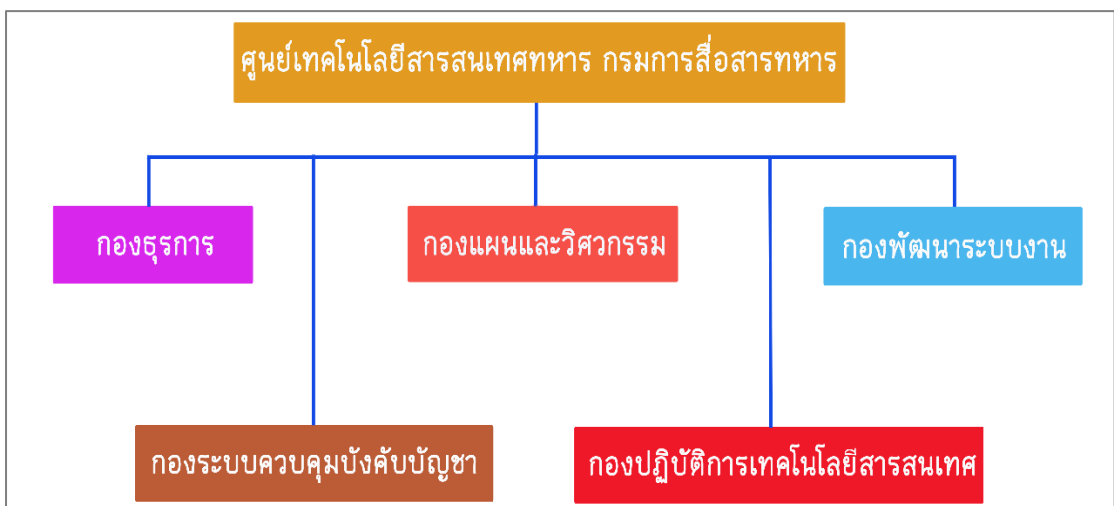 ศูนย์เทคโนโลยีสารสนเทศทหาร กรมการสื่อสารทหาร
กองธุรการ
กองแผนและวิศวกรรม
กองพัฒนาระบบงาน
กองระบบควบคุมบังคับบัญชา
กองปฏิบัติการเทคโนโลยีสารสนเทศ